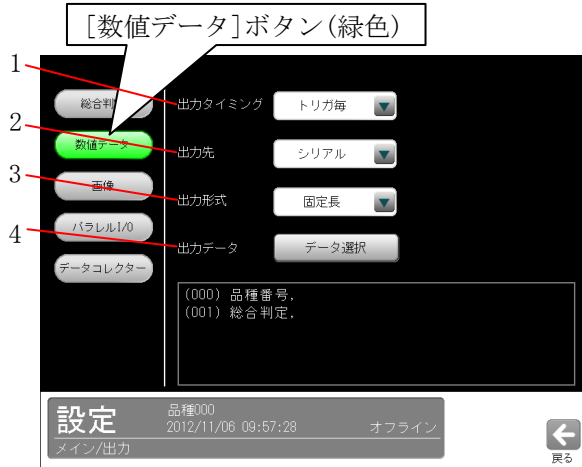 [数値データ]ボタン(緑色)
1
総合判
出力タイミング
トリガ毎
2
数値データ
出力先
シリアル
3
画像
出力形式
固定長
4
パラレルI/O
出力データ
データ選択
データコレクター
(000) 品種番号,
(001) 総合判定,
設定
品種000
2012/11/06 09:57:28
オフライン
メイン/出力
戻る